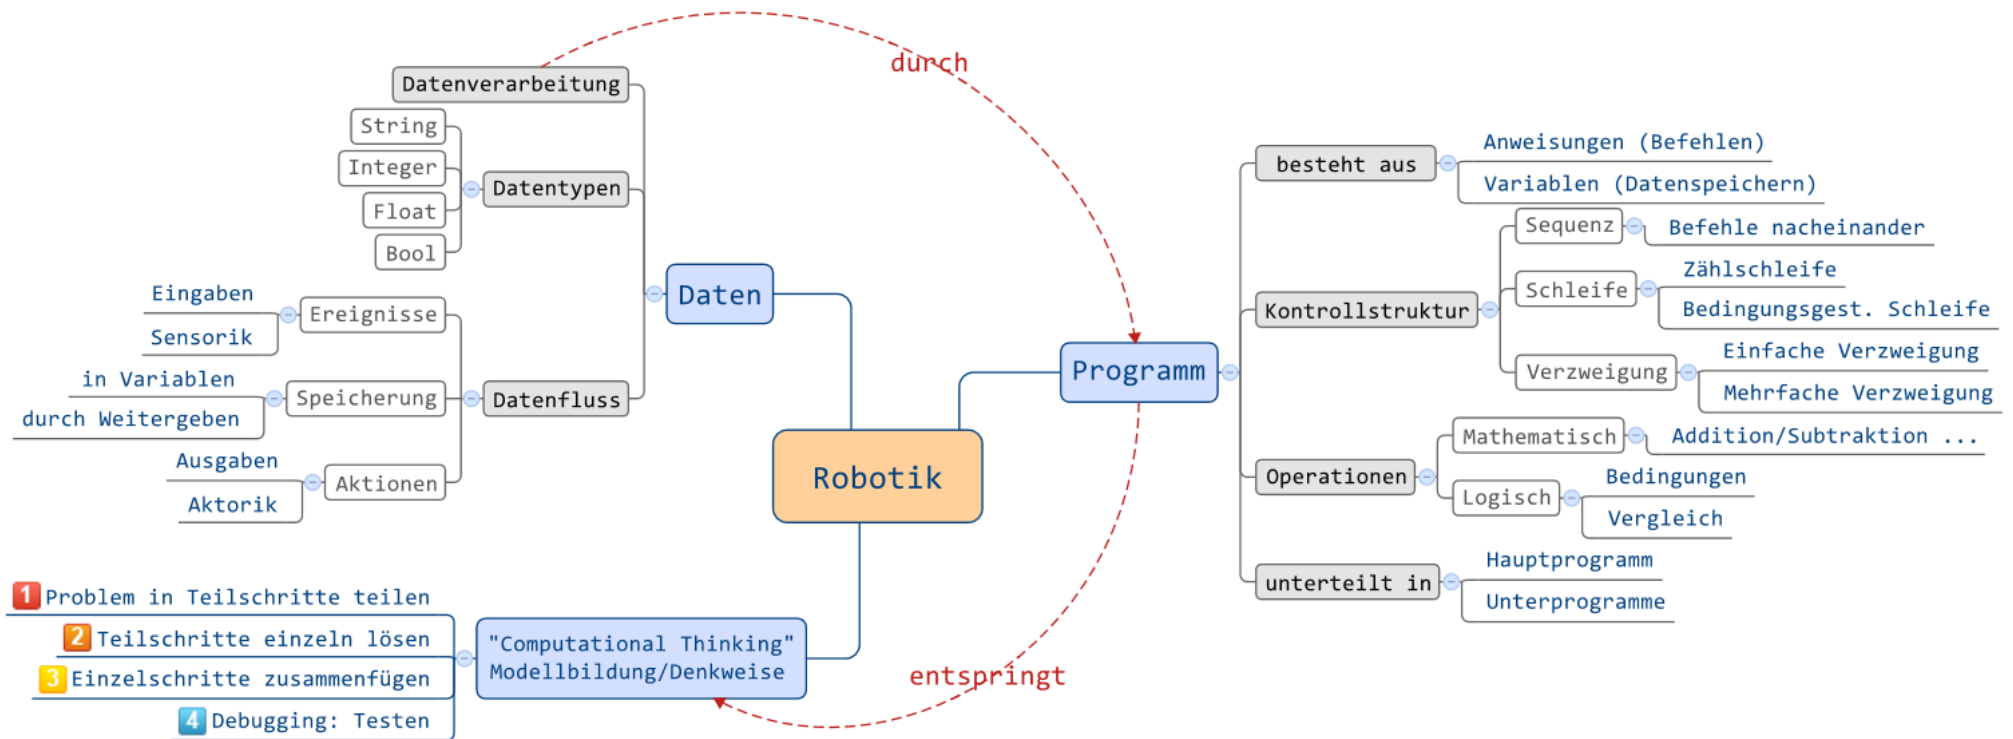 durch
Datenverarbeitung
String
Integer
Float
Bool
Datentypen
Daten
Eingaben
Sensorik
Ereignisse
in Variablen
durch Weitergeben
Speicherung
Datenfluss
Ausgaben
Aktorik
Aktionen
Robotik
Programm
besteht aus
Anweisungen (Befehlen)
Variablen (Datenspeichern)
Kontrollstruktur
Sequenz
Befehle nacheinander
Schleife
Zählschleife
Bedingungsgest. Schleife
Verzweigung
Einfache Verzweigung
Mehrfache Verzweigung
Operationen
Mathematisch
Addition/Subtraktion ...
Logisch
Bedingungen
Vergleich
unterteilt in
Hauptprogramm
Unterprogramme
1 Problem in Teilschritte teilen
2 Teilschritte einzeln lösen
3 Einzelschritte zusammenfügen
4 Debugging: Testen
"Computational Thinking"
Modellbildung/Denkweise
entspringt